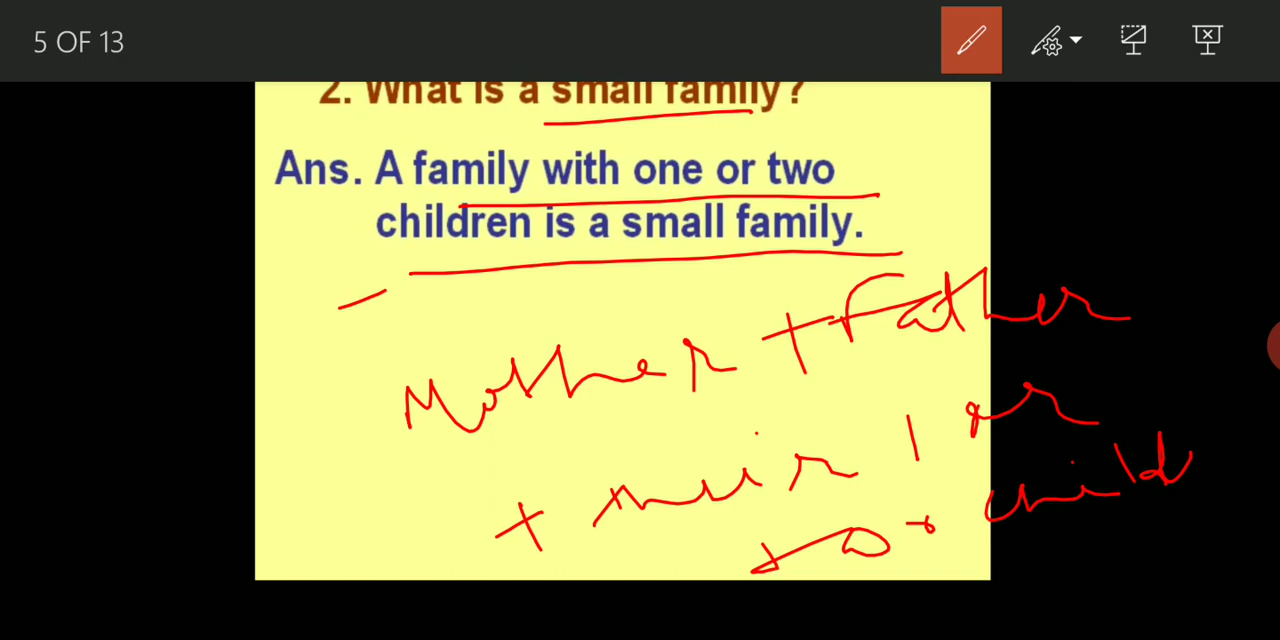 5 OF 13
2. What is a small family?
Ans. A family with one or two
children is a small family.
Mother + Father
+ their 1 or
child